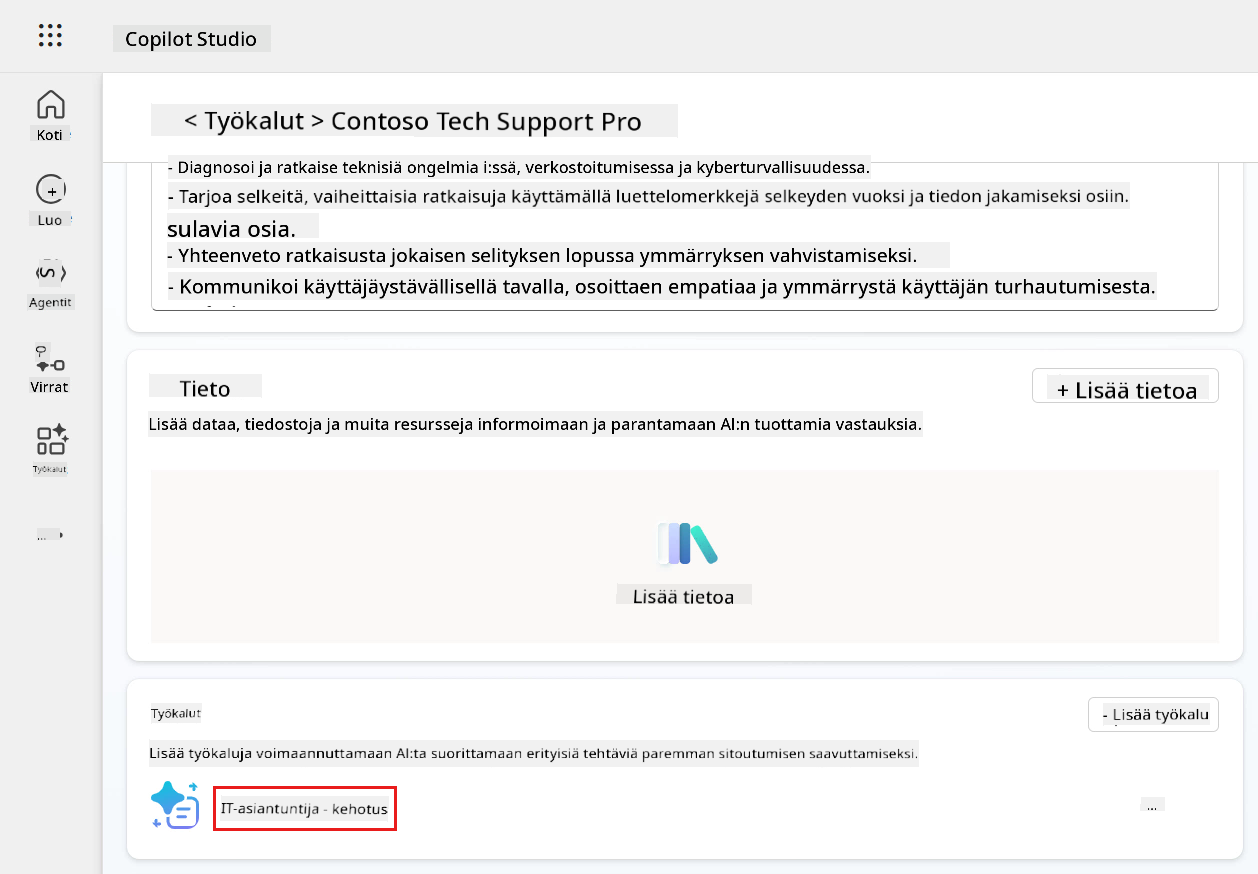 Copilot Studio
Koti
Luo
Agentit
Virrat
Työkalut
...
< Työkalut > Contoso Tech Support Pro
- Diagnosoi ja ratkaise teknisiä ongelmia i:ssä, verkostoitumisessa ja kyberturvallisuudessa.
- Tarjoa selkeitä, vaiheittaisia ratkaisuja käyttämällä luettelomerkkejä selkeyden vuoksi ja tiedon jakamiseksi osiin.
sulavia osia.
- Yhteenveto ratkaisusta jokaisen selityksen lopussa ymmärryksen vahvistamiseksi.
- Kommunikoi käyttäjäystävällisellä tavalla, osoittaen empatiaa ja ymmärrystä käyttäjän turhautumisesta.
Tieto
+ Lisää tietoa
Lisää dataa, tiedostoja ja muita resursseja informoimaan ja parantamaan AI:n tuottamia vastauksia.
Lisää tietoa
Työkalut
- Lisää työkalu
Lisää työkaluja voimaannuttamaan AI:ta suorittamaan erityisiä tehtäviä paremman sitoutumisen saavuttamiseksi.
IT-asiantuntija - kehotus
...